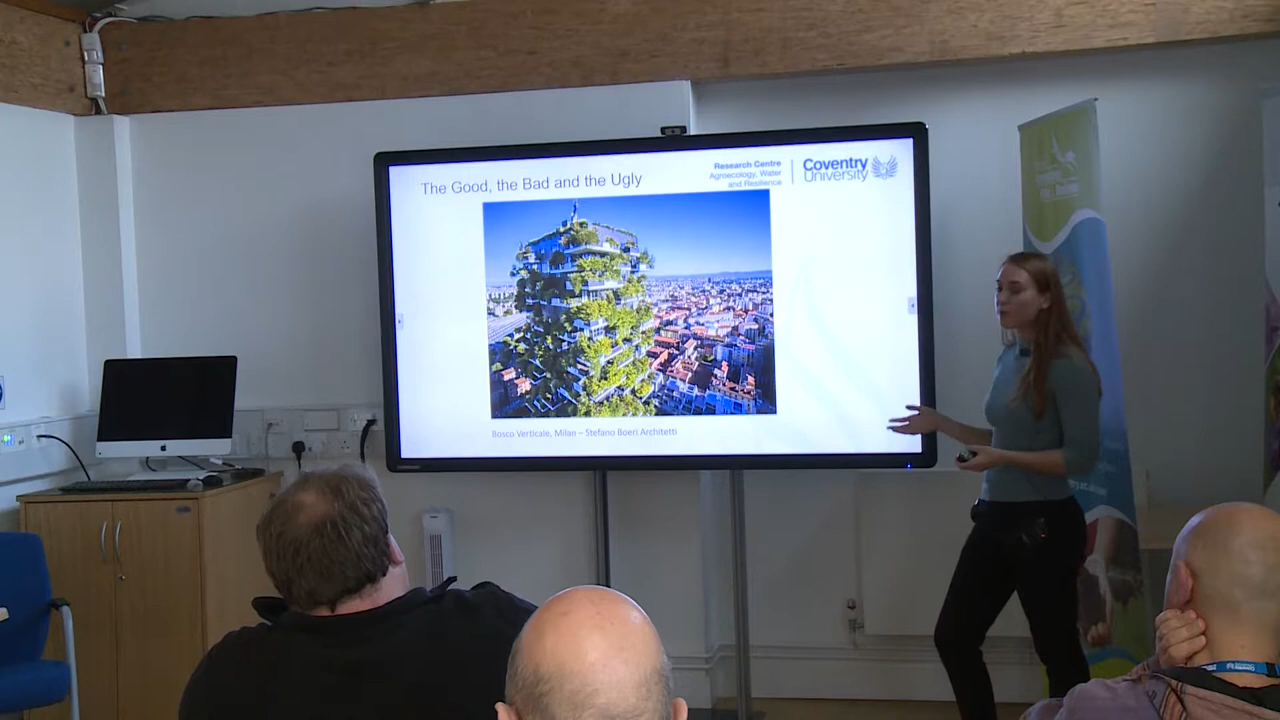 The Good, the Bad and the Ugly
Research Centre
Agroecology, Water
and Resilience
Coventry
University
Bosco Verticale, Milan – Stefano Boeri Architetti